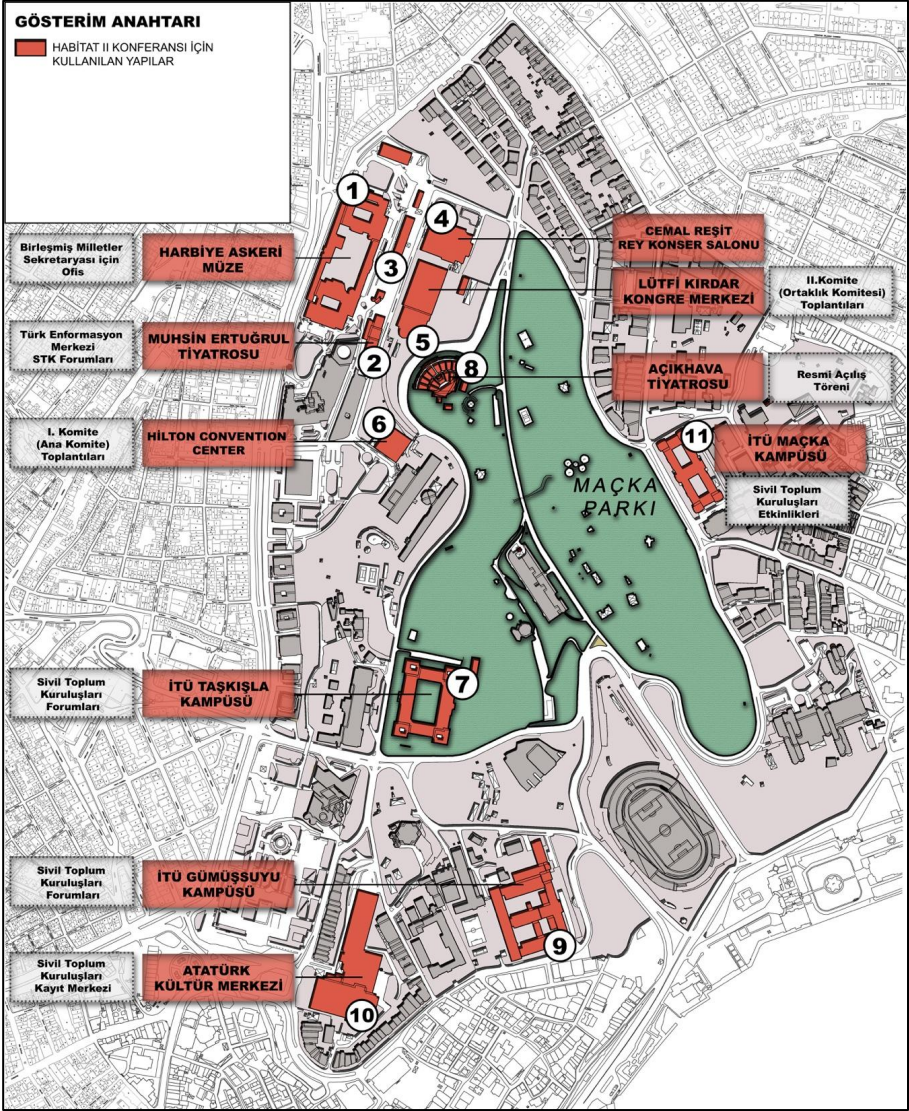 GÖSTERİM ANAHTARI
HABİTAT II KONFERANSI İÇİN
KULLANILAN YAPILAR
1
4
3
2
5
8
6
11
7
9
10
Birleşmiş Milletler
Sekretaryası için
Ofis
HARBİYE ASKERİ
MÜZE
Türk Enformasyon
Merkezi
STK Forumları
MUHSİN ERTUĞRUL
TİYATROSU
I. Komite
(Ana Komite)
Toplantıları
HİLTON CONVENTION
CENTER
CEMAL REŞİT
REY KONSER SALONU
LÜTFİ KIRDAR
KONGRE MERKEZİ
II.Komite
(Ortaklık Komitesi)
Toplantıları
AÇIKHAVA
TİYATROSU
Resmi Açılış
Töreni
İTÜ MAÇKA
KAMPÜSÜ
Sivil Toplum
Kuruluşları
Etkinlikleri
MAÇKA
PARKI
Sivil Toplum
Kuruluşları
Forumları
İTÜ TAŞKIŞLA
KAMPÜSÜ
Sivil Toplum
Kuruluşları
Forumları
İTÜ GÜMÜŞSUYU
KAMPÜSÜ
Sivil Toplum
Kuruluşları
Kayıt Merkezi
ATATÜRK
KÜLTÜR MERKEZİ